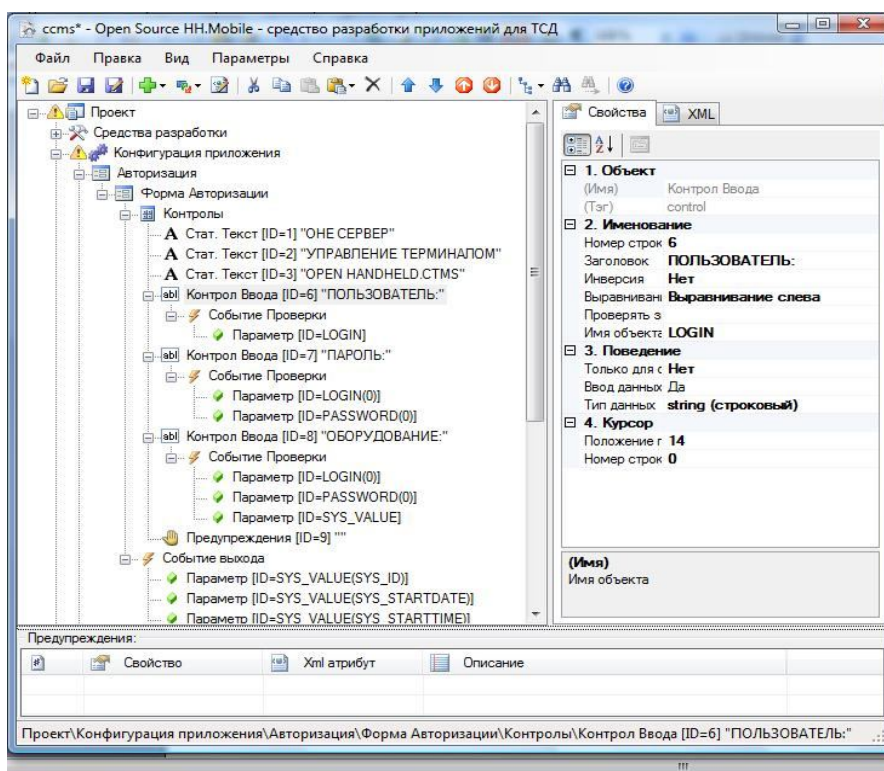 ccms* - Open Source HH.Mobile - средство разработки приложений для ТСД
Файл Правка Вид Параметры Справка
Проект
Средства разработки
Конфигурация приложения
Авторизация
Форма Авторизации
Контролы
A Стат. Текст [ID=1] "ОНЕ СЕРВЕР"
A Стат. Текст [ID=2] "УПРАВЛЕНИЕ ТЕРМИНАЛОМ"
A Стат. Текст [ID=3] "OPEN HANDHELD.CTMS"
abl Контрол Ввода [ID=6] "ПОЛЬЗОВАТЕЛЬ:"
Событие Проверки
Параметр [ID=LOGIN]
abl Контрол Ввода [ID=7] "ПАРОЛЬ:"
Событие Проверки
Параметр [ID=LOGIN(0)]
Параметр [ID=PASSWORD(0)]
abl Контрол Ввода [ID=8] "ОБОРУДОВАНИЕ:"
Событие Проверки
Параметр [ID=LOGIN(0)]
Параметр [ID=PASSWORD(0)]
Параметр [ID=SYS_VALUE]
Предупреждения [ID=9] ""
Событие выхода
Параметр [ID=SYS_VALUE(SYS_ID)]
Параметр [ID=SYS_VALUE(SYS_STARTDATE)]
Параметр [ID=SYS_VALUE(SYS_STARTTIME)]
Свойства XML
1. Объект
(Имя) Контрол Ввода
(Тэг) control
2. Именование
Номер строк 6
Заголовок ПОЛЬЗОВАТЕЛЬ:
Инверсия Нет
Выравниван Выравнивание слева
Проверять з
Имя объекта LOGIN
3. Поведение
Только для с Нет
Ввод данных Да
Тип данных string (строковый)
4. Курсор
Положение г 14
Номер строк 0
(Имя)
Имя объекта
Предупреждения:
# Свойство Xml атрибут Описание
Проект\Конфигурация приложения\Авторизация\Форма Авторизации\Контролы\Контрол Ввода [ID=6] "ПОЛЬЗОВАТЕЛЬ:"